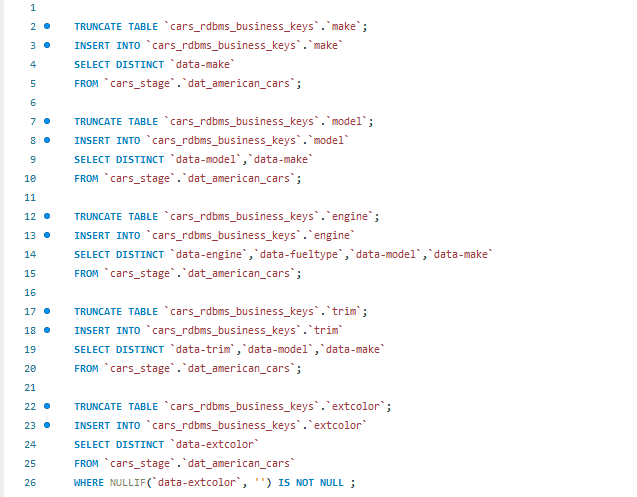 1
2 TRUNCATE TABLE `cars_rdbms_business_keys`.`make`;
3 INSERT INTO `cars_rdbms_business_keys`.`make`
4 SELECT DISTINCT `data-make`
5 FROM `cars_stage`.`dat_american_cars`;
6
7 TRUNCATE TABLE `cars_rdbms_business_keys`.`model`;
8 INSERT INTO `cars_rdbms_business_keys`.`model`
9 SELECT DISTINCT `data-model`,`data-make`
10 FROM `cars_stage`.`dat_american_cars`;
11
12 TRUNCATE TABLE `cars_rdbms_business_keys`.`engine`;
13 INSERT INTO `cars_rdbms_business_keys`.`engine`
14 SELECT DISTINCT `data-engine`,`data-fueltype`,`data-model`,`data-make`
15 FROM `cars_stage`.`dat_american_cars`;
16
17 TRUNCATE TABLE `cars_rdbms_business_keys`.`trim`;
18 INSERT INTO `cars_rdbms_business_keys`.`trim`
19 SELECT DISTINCT `data-trim`,`data-model`,`data-make`
20 FROM `cars_stage`.`dat_american_cars`;
21
22 TRUNCATE TABLE `cars_rdbms_business_keys`.`extcolor`;
23 INSERT INTO `cars_rdbms_business_keys`.`extcolor`
24 SELECT DISTINCT `data-extcolor`
25 FROM `cars_stage`.`dat_american_cars`
26 WHERE NULLIF(`data-extcolor`, '') IS NOT NULL ;